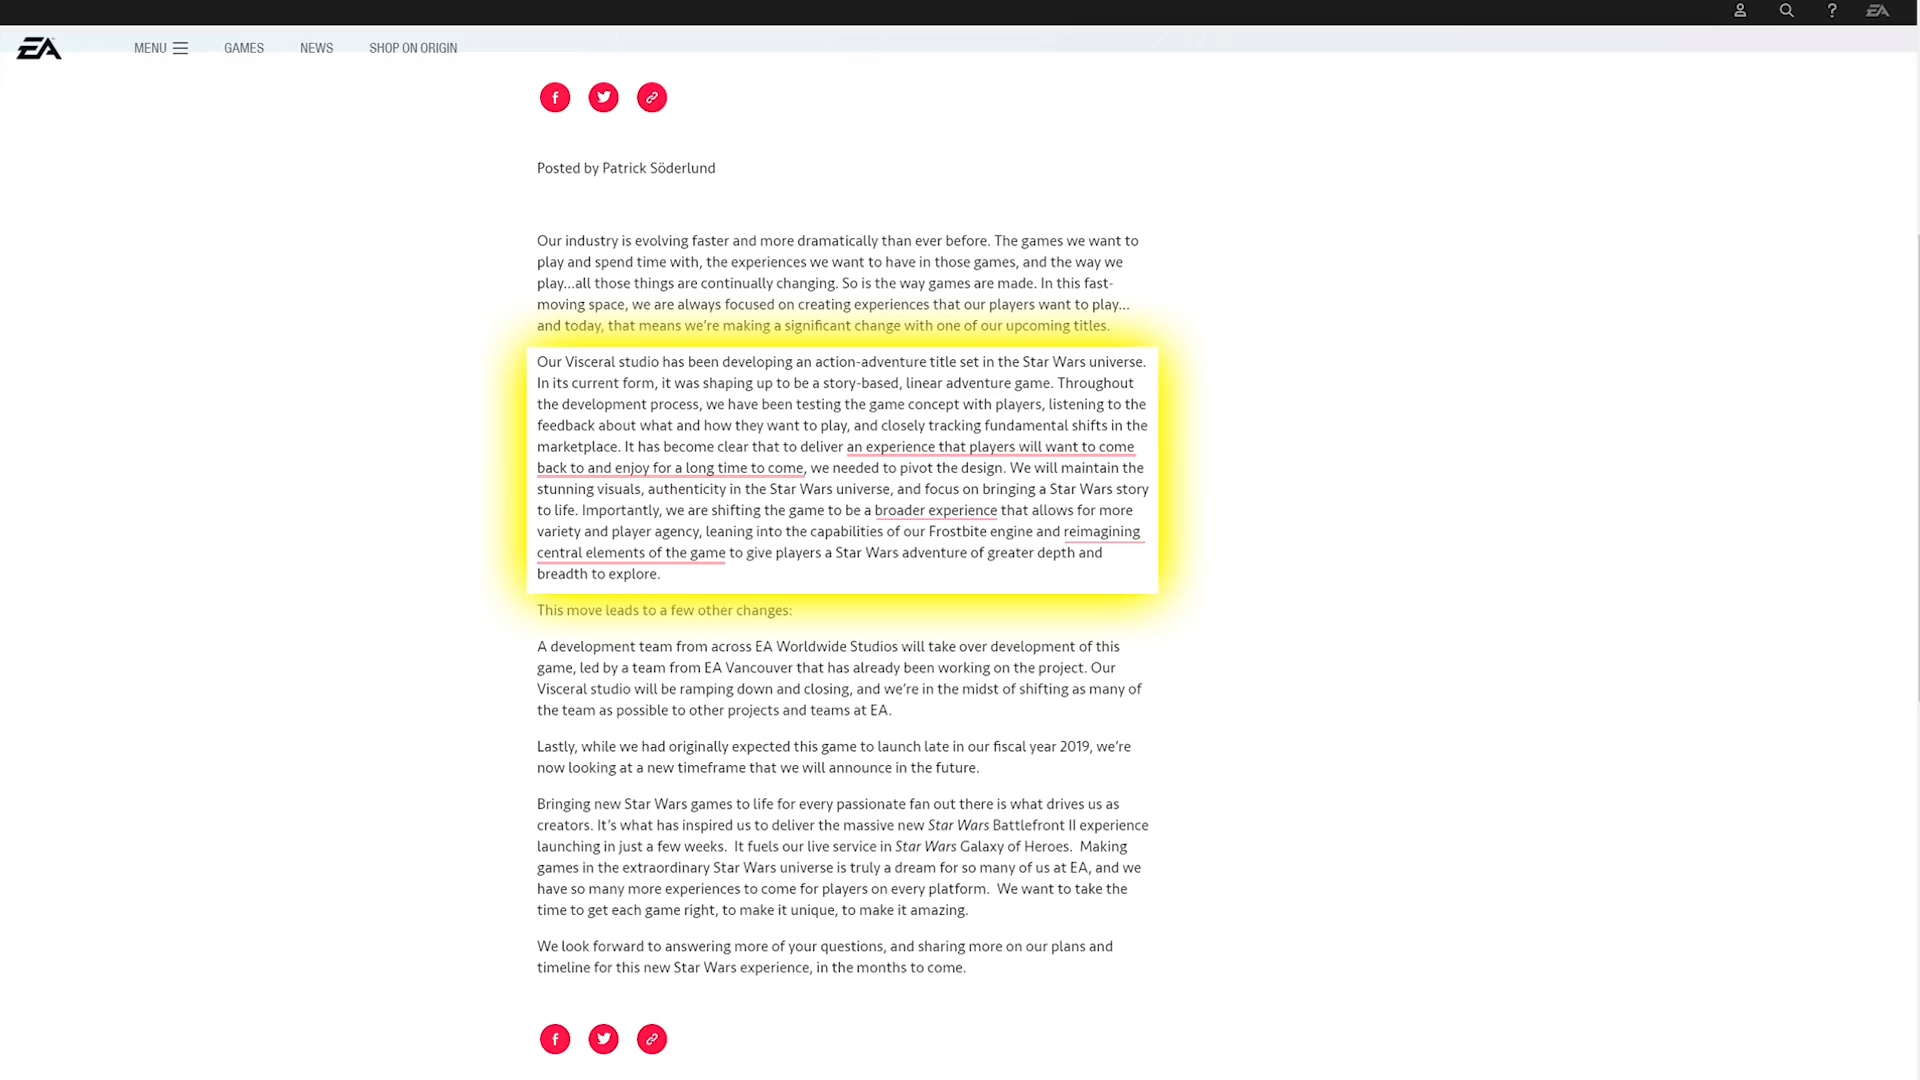 EA
EA
MENU
GAMES
NEWS
SHOP ON ORIGIN
Posted by Patrick Söderlund
Our industry is evolving faster and more dramatically than ever before. The games we want to
play and spend time with, the experiences we want to have in those games, and the way we
play...all those things are continually changing. So is the way games are made. In this fast-
moving space, we are always focused on creating experiences that our players want to play...
and today, that means we’re making a significant change with one of our upcoming titles.
Our Visceral studio has been developing an action-adventure title set in the Star Wars universe.
In its current form, it was shaping up to be a story-based, linear adventure game. Throughout
the development process, we have been testing the game concept with players, listening to the
feedback about what and how they want to play, and closely tracking fundamental shifts in the
marketplace. It has become clear that to deliver an experience that players will want to come
back to and enjoy for a long time to come, we needed to pivot the design. We will maintain the
stunning visuals, authenticity in the Star Wars universe, and focus on bringing a Star Wars story
to life. Importantly, we are shifting the game to be a broader experience that allows for more
variety and player agency, leaning into the capabilities of our Frostbite engine and reimagining
central elements of the game to give players a Star Wars adventure of greater depth and
breadth to explore.
This move leads to a few other changes:
A development team from across EA Worldwide Studios will take over development of this
game, led by a team from EA Vancouver that has already been working on the project. Our
Visceral studio will be ramping down and closing, and we’re in the midst of shifting as many of
the team as possible to other projects and teams at EA.
Lastly, while we had originally expected this game to launch late in our fiscal year 2019, we’re
now looking at a new timeframe that we will announce in the future.
Bringing new Star Wars games to life for every passionate fan out there is what drives us as
creators. It’s what has inspired us to deliver the massive new Star Wars Battlefront II experience
launching in just a few weeks. It fuels our live service in Star Wars Galaxy of Heroes. Making
games in the extraordinary Star Wars universe is truly a dream for so many of us at EA, and we
have so many more experiences to come for players on every platform. We want to take the
time to get each game right, to make it unique, to make it amazing.
We look forward to answering more of your questions, and sharing more on our plans and
timeline for this new Star Wars experience, in the months to come.